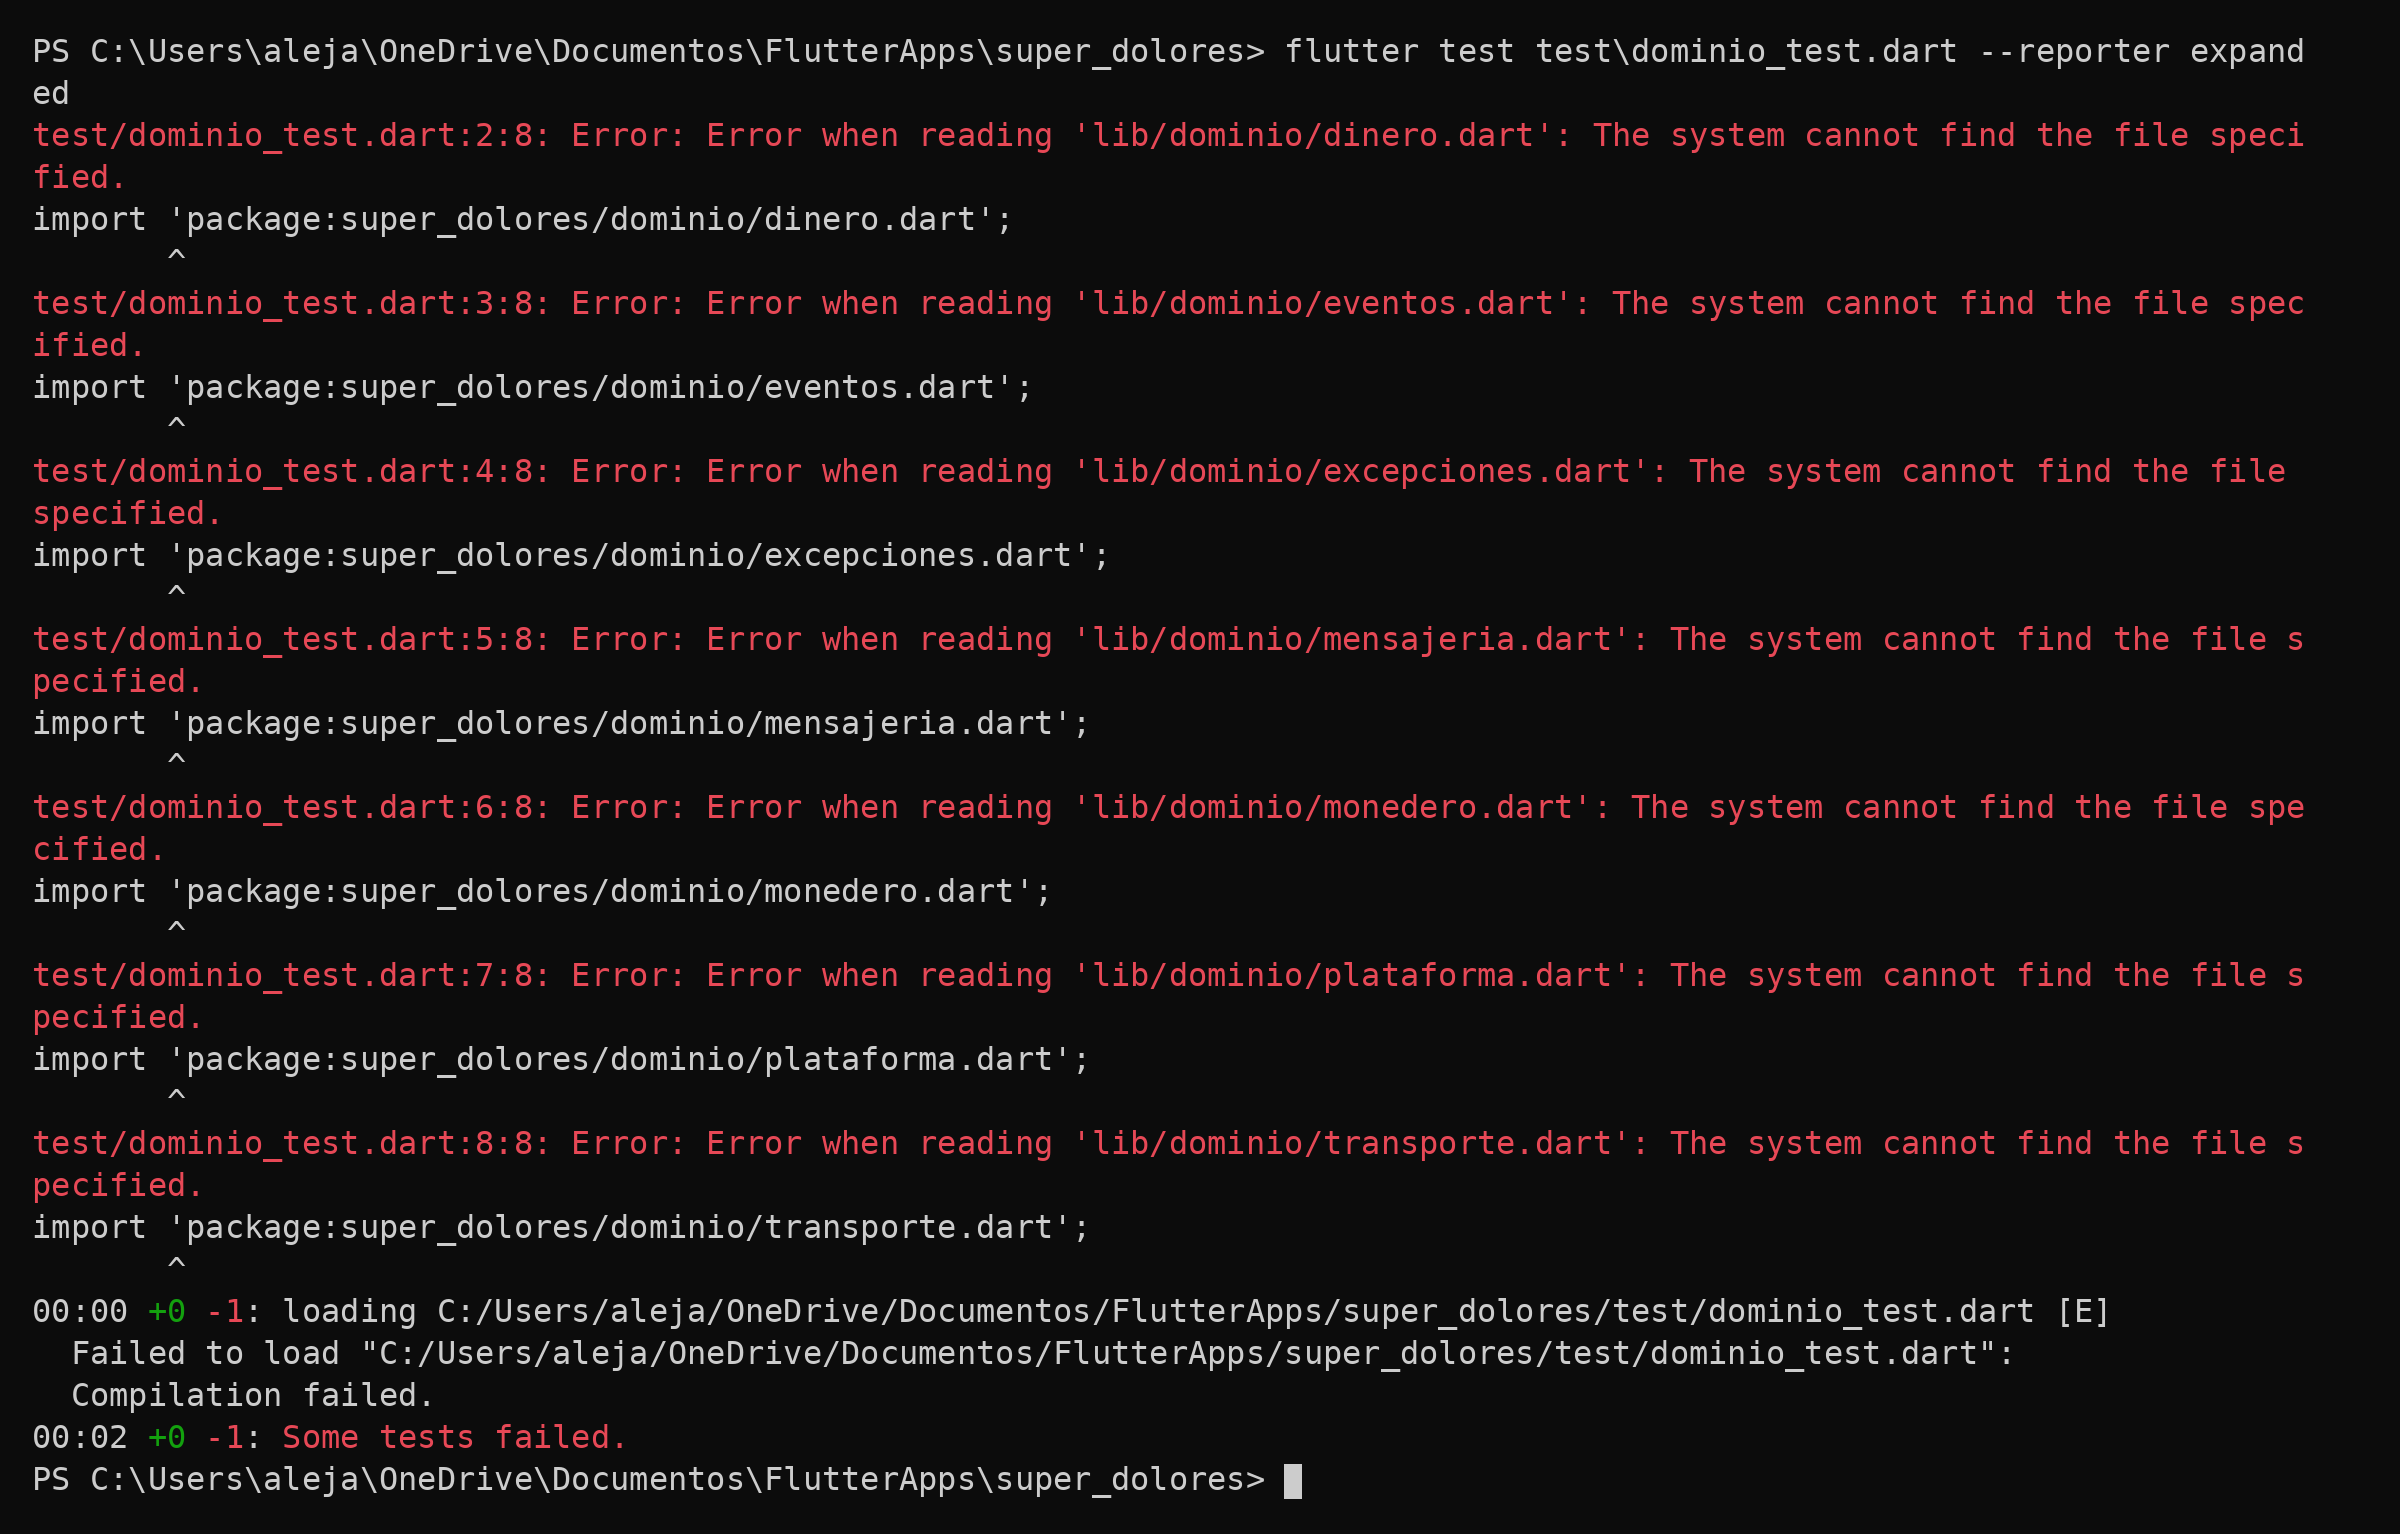 PS C:\Users\aleja\OneDrive\Documentos\FlutterApps\super_dolores> flutter test test\dominio_test.dart --reporter expand
ed
test/dominio_test.dart:2:8: Error: Error when reading 'lib/dominio/dinero.dart': The system cannot find the file speci
fied.
import 'package:super_dolores/dominio/dinero.dart';
       ^
test/dominio_test.dart:3:8: Error: Error when reading 'lib/dominio/eventos.dart': The system cannot find the file spec
ified.
import 'package:super_dolores/dominio/eventos.dart';
       ^
test/dominio_test.dart:4:8: Error: Error when reading 'lib/dominio/excepciones.dart': The system cannot find the file
specified.
import 'package:super_dolores/dominio/excepciones.dart';
       ^
test/dominio_test.dart:5:8: Error: Error when reading 'lib/dominio/mensajeria.dart': The system cannot find the file s
pecified.
import 'package:super_dolores/dominio/mensajeria.dart';
       ^
test/dominio_test.dart:6:8: Error: Error when reading 'lib/dominio/monedero.dart': The system cannot find the file spe
cified.
import 'package:super_dolores/dominio/monedero.dart';
       ^
test/dominio_test.dart:7:8: Error: Error when reading 'lib/dominio/plataforma.dart': The system cannot find the file s
pecified.
import 'package:super_dolores/dominio/plataforma.dart';
       ^
test/dominio_test.dart:8:8: Error: Error when reading 'lib/dominio/transporte.dart': The system cannot find the file s
pecified.
import 'package:super_dolores/dominio/transporte.dart';
       ^
00:00 +0 -1: loading C:/Users/aleja/OneDrive/Documentos/FlutterApps/super_dolores/test/dominio_test.dart [E]
  Failed to load "C:/Users/aleja/OneDrive/Documentos/FlutterApps/super_dolores/test/dominio_test.dart":
  Compilation failed.
00:02 +0 -1: Some tests failed.
PS C:\Users\aleja\OneDrive\Documentos\FlutterApps\super_dolores>